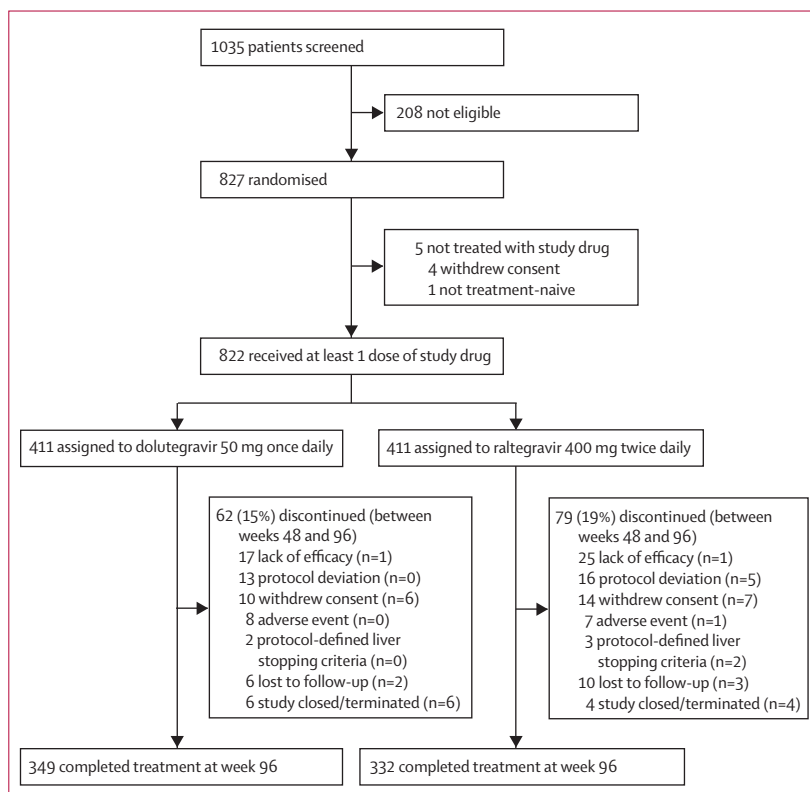 1035 patients screened
208 not eligible
827 randomised
5 not treated with study drug
4 withdrew consent
1 not treatment-naive
822 received at least 1 dose of study drug
411 assigned to dolutegravir 50 mg once daily
411 assigned to raltegravir 400 mg twice daily
62 (15%) discontinued (between
weeks 48 and 96)
17 lack of efficacy (n=1)
13 protocol deviation (n=0)
10 withdrew consent (n=6)
8 adverse event (n=0)
2 protocol-defined liver
stopping criteria (n=0)
6 lost to follow-up (n=2)
6 study closed/terminated (n=6)
79 (19%) discontinued (between
weeks 48 and 96)
25 lack of efficacy (n=1)
16 protocol deviation (n=5)
14 withdrew consent (n=7)
7 adverse event (n=1)
3 protocol-defined liver
stopping criteria (n=2)
10 lost to follow-up (n=3)
4 study closed/terminated (n=4)
349 completed treatment at week 96
332 completed treatment at week 96